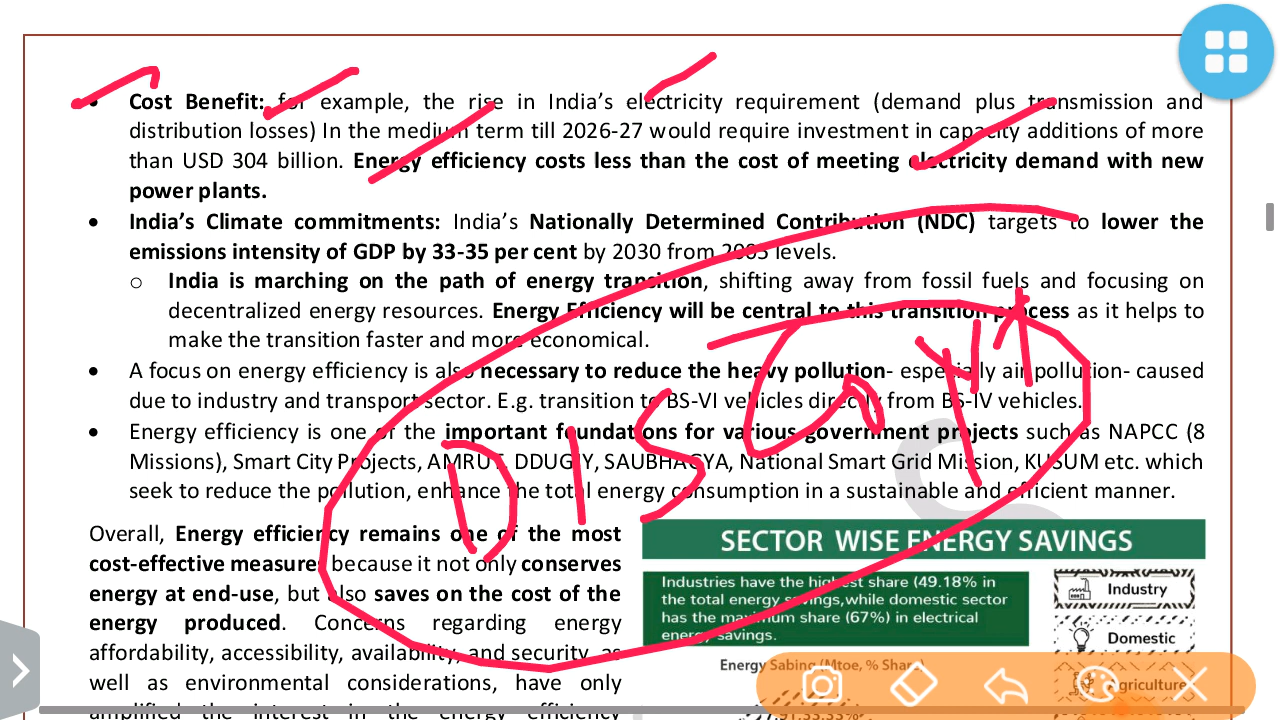 • Cost Benefit: for example, the rise in India's electricity requirement (demand plus transmission and
distribution losses) In the medium term till 2026-27 would require investment in capacity additions of more
than USD 304 billion. Energy efficiency costs less than the cost of meeting electricity demand with new
power plants.
• India's Climate commitments: India's Nationally Determined Contribution (NDC) targets to lower the
emissions intensity of GDP by 33-35 per cent by 2030 from 2005 levels.
o India is marching on the path of energy transition, shifting away from fossil fuels and focusing on
decentralized energy resources. Energy Efficiency will be central to this transition process as it helps to
make the transition faster and more economical.
• A focus on energy efficiency is also necessary to reduce the heavy pollution- especially air pollution- caused
due to industry and transport sector. E.g. transition to BS-VI vehicles directly from BS-IV vehicles.
• Energy efficiency is one of the important foundations for various government projects such as NAPCC (8
Missions), Smart City Projects, AMRUT, DDUGJY, SAUBHAGYA, National Smart Grid Mission, KUSUM etc. which
seek to reduce the pollution, enhance the total energy consumption in a sustainable and efficient manner.
Overall, Energy efficiency remains one of the most
cost-effective measures because it not only conserves
energy at end-use, but also saves on the cost of the
energy produced. Concerns regarding energy
affordability, accessibility, availability, and security, as
well as environmental considerations, have only
amplified the interest in the energy efficiency
SECTOR WISE ENERGY SAVINGS
Industries have the highest share (49.18% in
the total energy savings,while domestic sector
has the maximum share (67%) in electrical
energy savings.
Energy Sabing (Mtoe, % Share)
Industry
Domestic
Agriculture
DIS